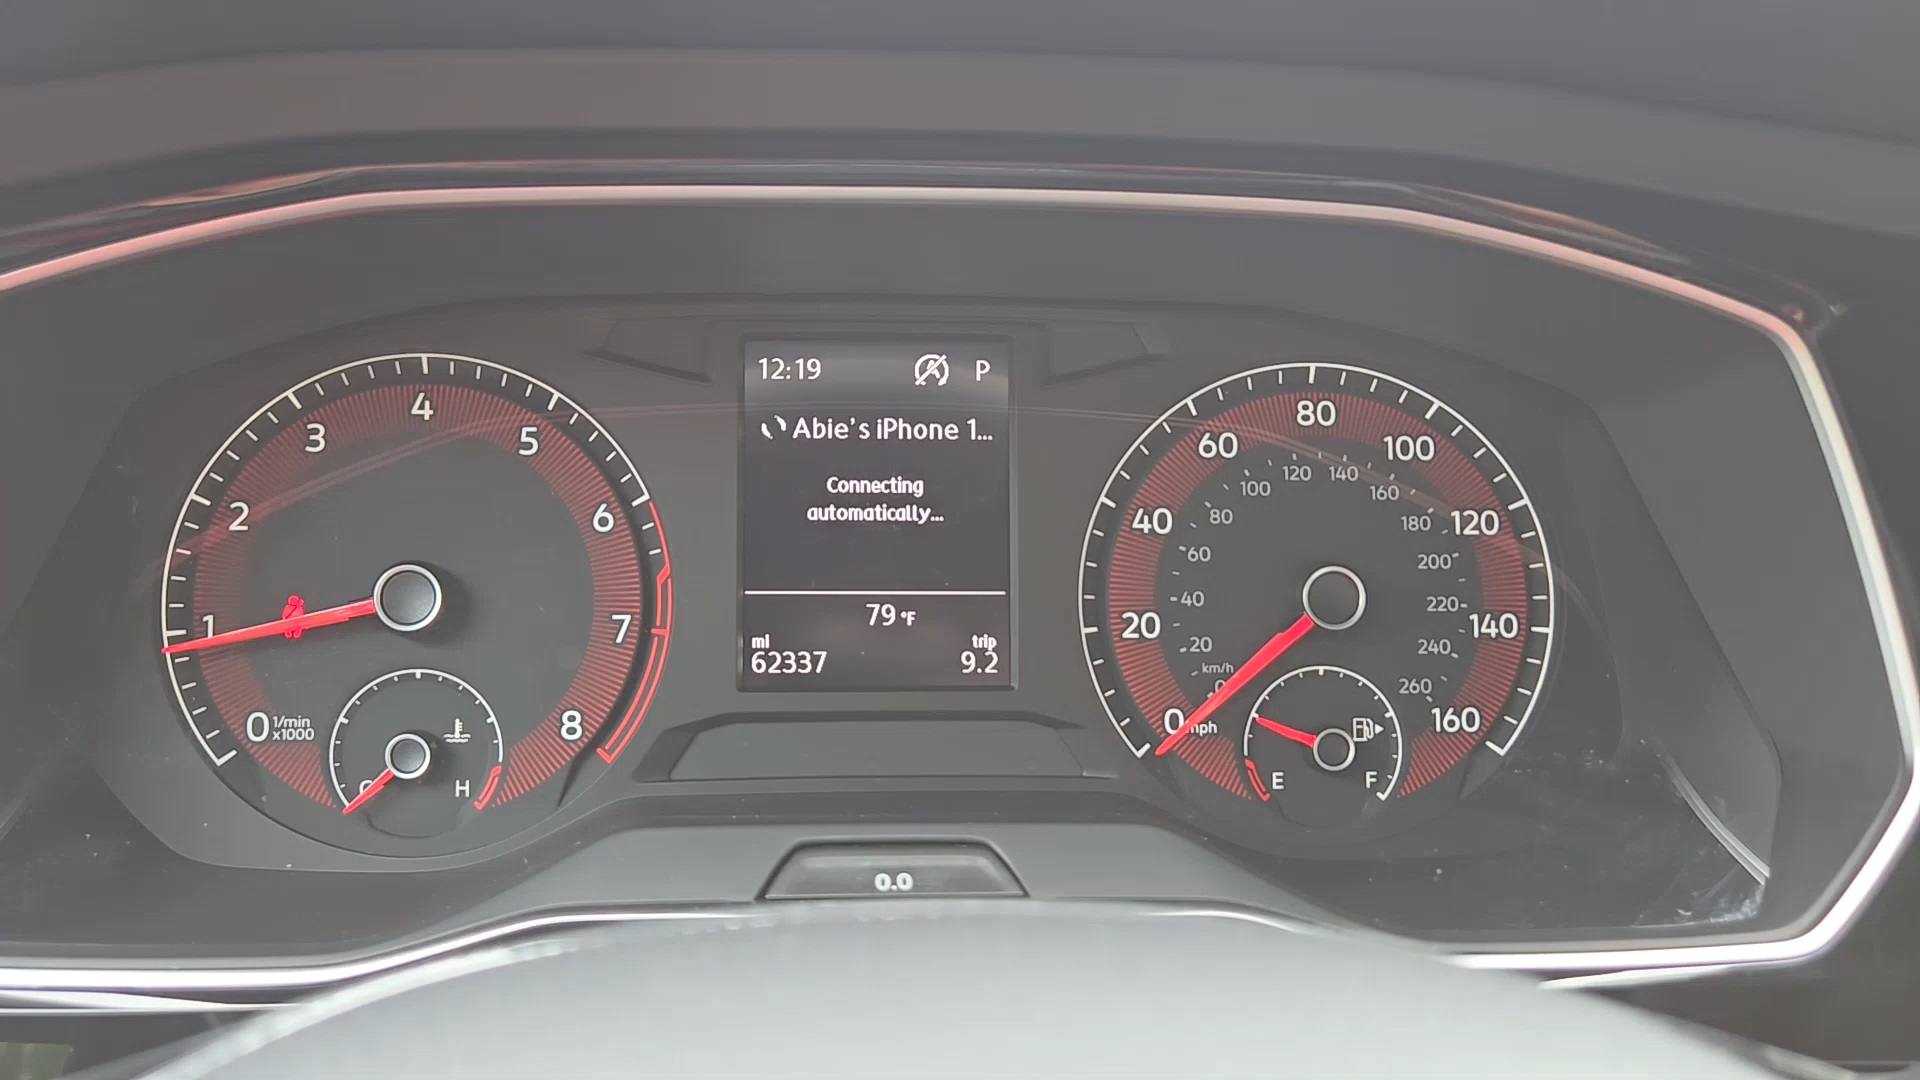 12:19 P
Abie's iPhone 1...
Connecting
automatically...
79 °F
mi trip
62337 9.2
0 1 2 3 4 5 6 7 8
1/min
x1000
C H
0 20 40 60 80 100 120 140 160
mph
0 20 40 60 80 100 120 140 160 180 200 220 240 260
km/h
E F
0.0